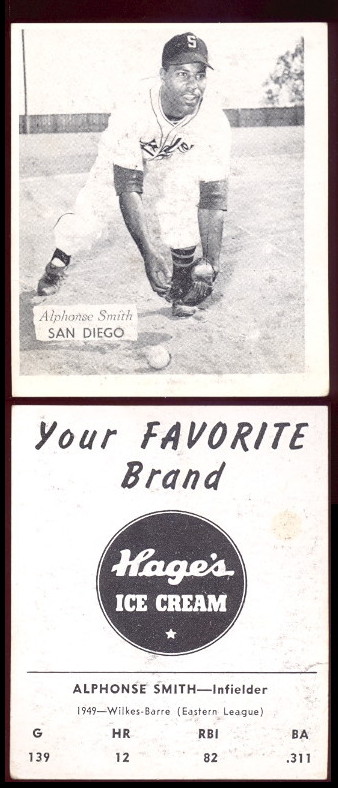 S
Padres
Alphonse Smith
SAN DIEGO
Your FAVORITE
Brand
Hage's
ICE CREAM
ALPHONSE SMITH—Infielder
1949—Wilkes-Barre (Eastern League)
G HR RBI BA
139 12 82 .311